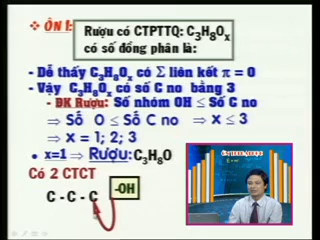 ❖ ÔN 1:
Rượu có CTPTTQ: C₃H₈Oₓ
có số đồng phân là:
- Dễ thấy C₃H₈Oₓ có Σ liên kết π = 0
- Vậy C₃H₈Oₓ có số C no bằng 3
- ĐK Rượu: Số nhóm OH ≤ Số C no
⇒ Số O ≤ Số C no ⇒ x ≤ 3
⇒ x = 1; 2; 3
• x=1 ⇒ Rượu: C₃H₈O
Có 2 CTCT
-OH
C - C - C